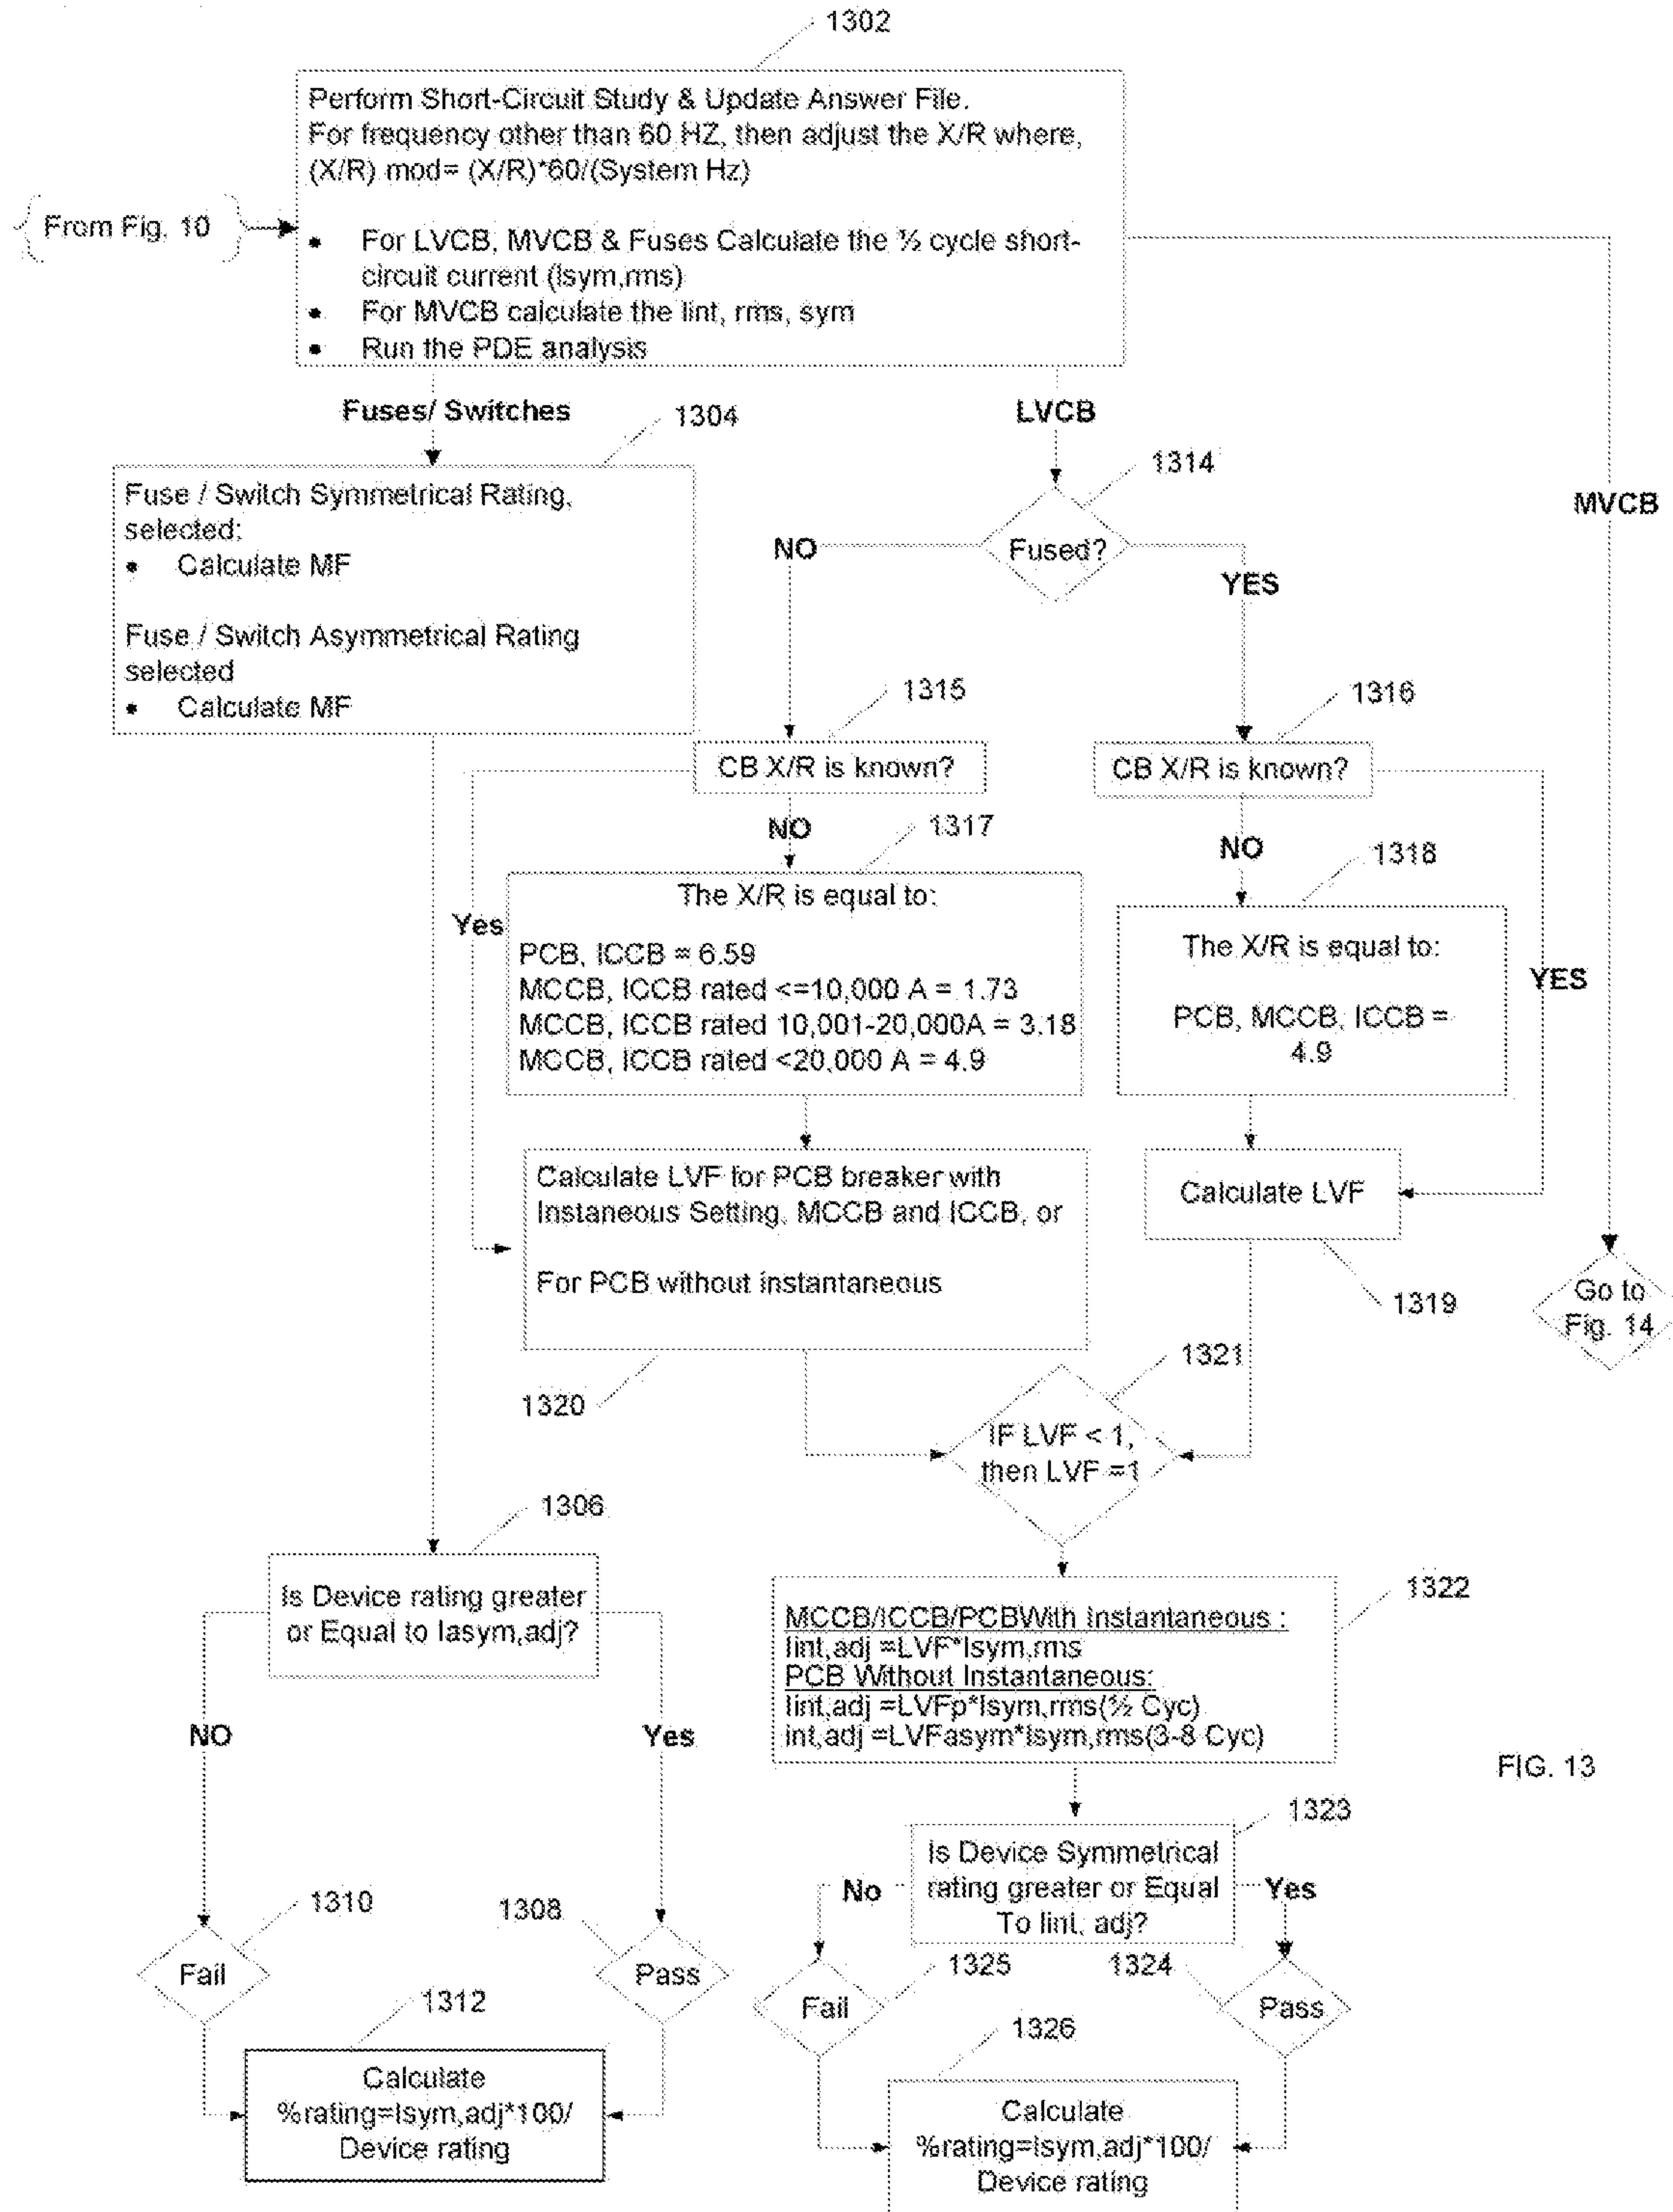 1302
Perform Short-Circuit Study & Update Answer File.
For frequency other than 60 HZ, then adjust the X/R where,
(X/R) mod= (X/R)*60/(System Hz)
• For LVCB, MVCB & Fuses Calculate the ½ cycle short-
circuit current (Isym,rms)
• For MVCB calculate the Iint, rms, sym
• Run the PDE analysis
From Fig. 10
Fuses/ Switches
1304
LVCB
MVCB
Fuse / Switch Symmetrical Rating,
selected:
• Calculate MF
Fuse / Switch Asymmetrical Rating
selected
• Calculate MF
1314
Fused?
NO
YES
1315
CB X/R is known?
1316
CB X/R is known?
NO
1317
NO
1318
Yes
The X/R is equal to:
PCB, ICCB = 6.59
MCCB, ICCB rated <=10,000 A = 1.73
MCCB, ICCB rated 10,001-20,000A = 3.18
MCCB, ICCB rated <20,000 A = 4.9
The X/R is equal to:
PCB, MCCB, ICCB =
4.9
YES
Calculate LVF for PCB breaker with
Instaneous Setting, MCCB and ICCB, or
For PCB without instantaneous
1320
Calculate LVF
1319
Go to
Fig. 14
1321
IF LVF < 1,
then LVF =1
1306
Is Device rating greater
or Equal to Iasym,adj?
NO
Yes
1322
MCCB/ICCB/PCBWith Instantaneous :
Iint,adj =LVF*Isym,rms
PCB Without Instantaneous:
Iint,adj =LVFp*Isym,rms(½ Cyc)
int,adj =LVFasym*Isym,rms(3-8 Cyc)
FIG. 13
1323
Is Device Symmetrical
rating greater or Equal
To Iint, adj?
No
Yes
1310
Fail
1308
Pass
1325
Fail
1324
Pass
1312
Calculate
%rating=Isym,adj*100/
Device rating
1326
Calculate
%rating=Isym,adj*100/
Device rating